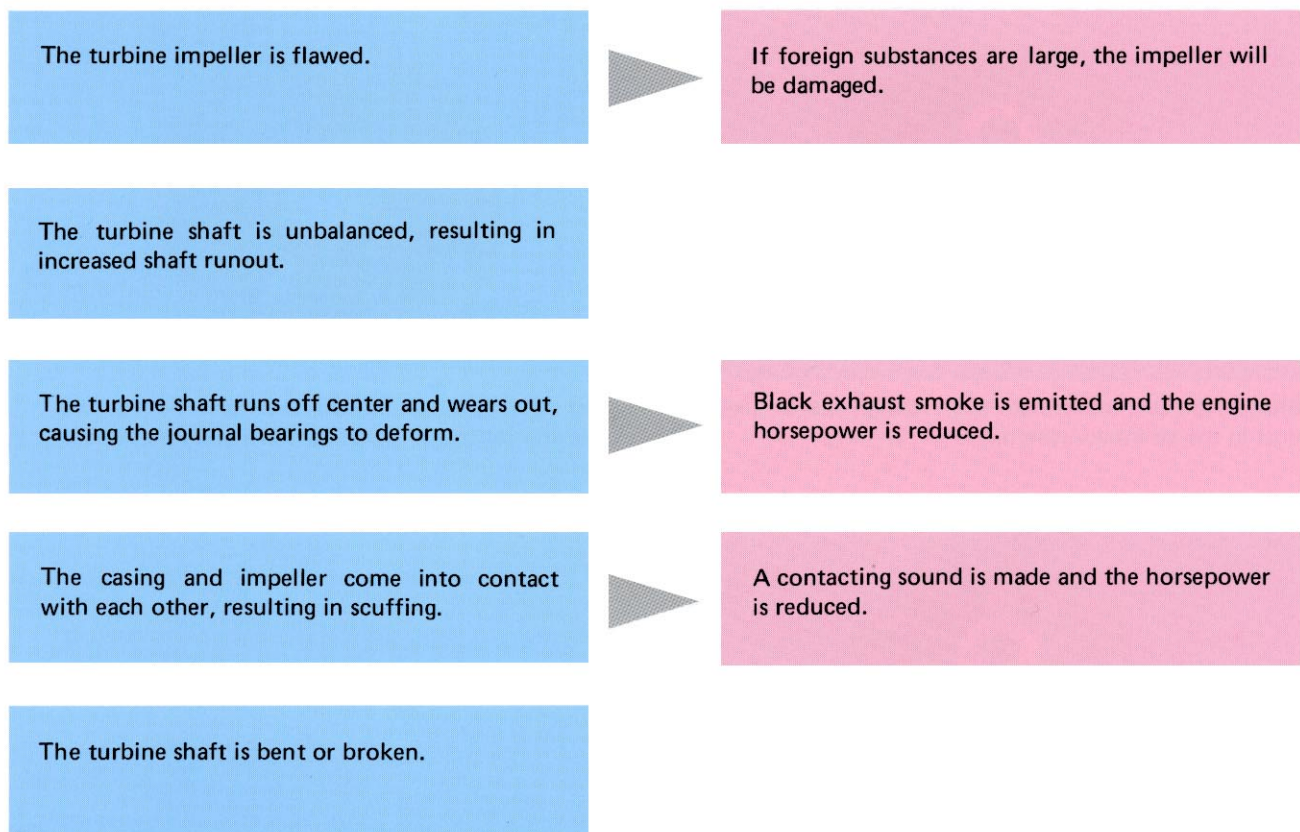 The turbine impeller is flawed.
If foreign substances are large, the impeller will
be damaged.
The turbine shaft is unbalanced, resulting in
increased shaft runout.
The turbine shaft runs off center and wears out,
causing the journal bearings to deform.
Black exhaust smoke is emitted and the engine
horsepower is reduced.
The casing and impeller come into contact
with each other, resulting in scuffing.
A contacting sound is made and the horsepower
is reduced.
The turbine shaft is bent or broken.